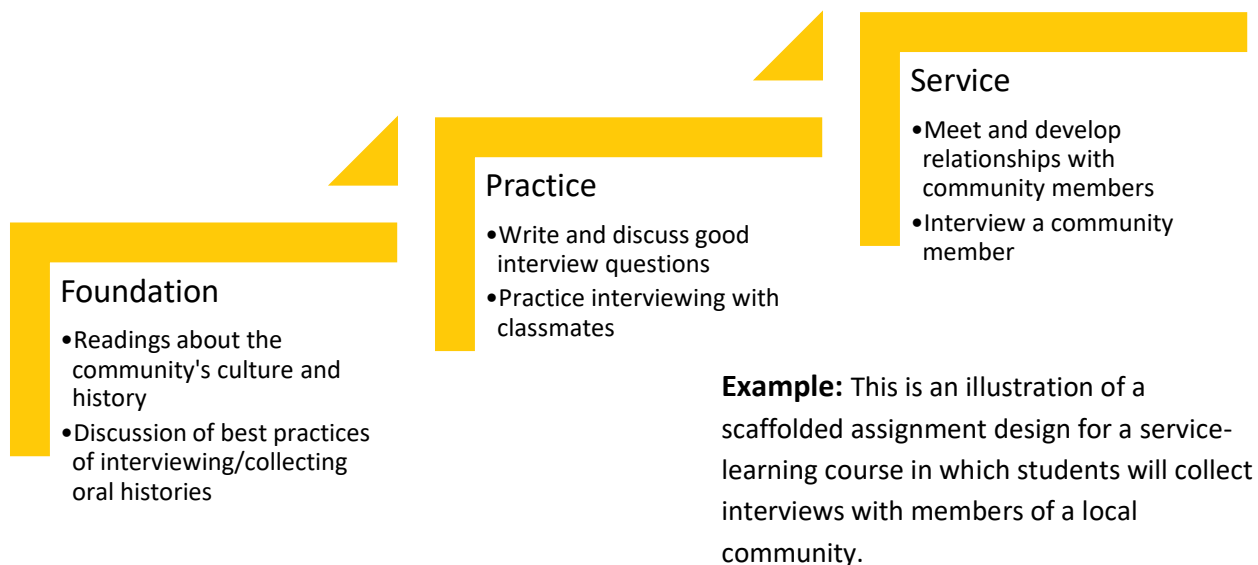 Foundation
•Readings about the
community's culture and
history
•Discussion of best practices
of interviewing/collecting
oral histories
Practice
•Write and discuss good
interview questions
•Practice interviewing with
classmates
Service
•Meet and develop
relationships with
community members
•Interview a community
member
Example: This is an illustration of a
scaffolded assignment design for a service-
learning course in which students will collect
interviews with members of a local
community.